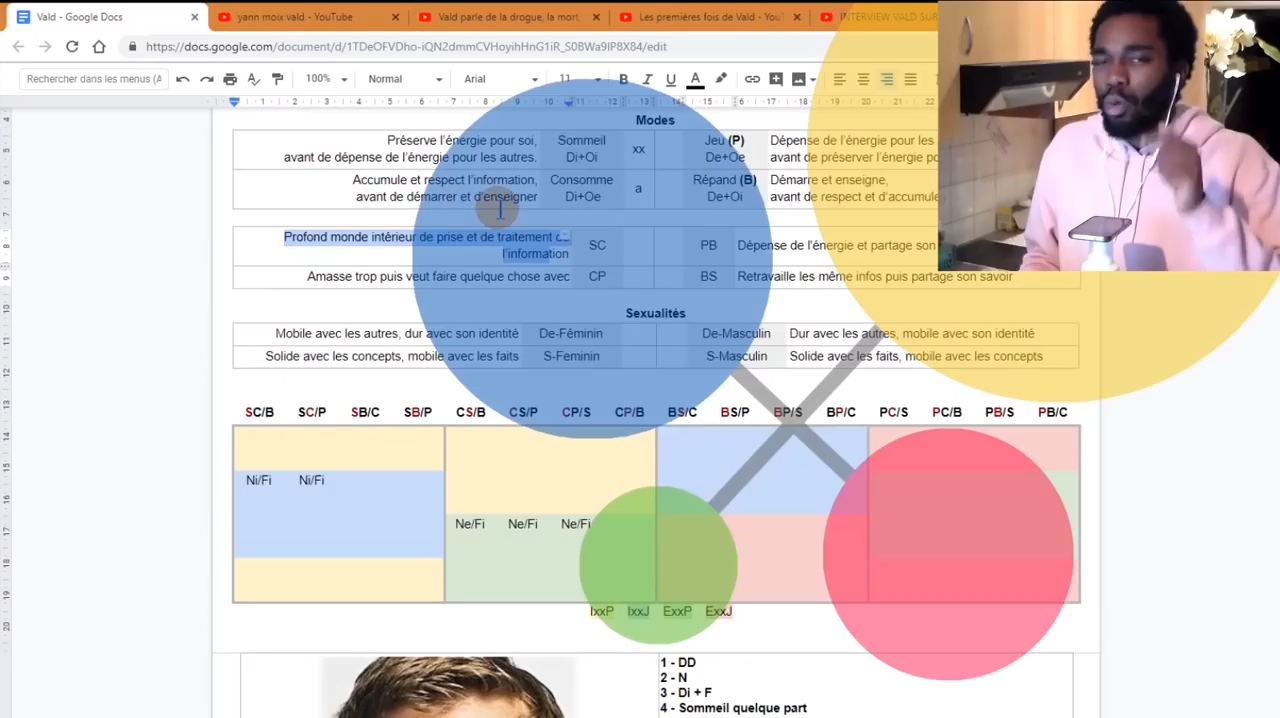 Vald - Google Docs
yann moix vald - YouTube
Vald parle de la drogue, la mort,
Les premières fois de Vald - You
INTERVIEW VALD SUR
https://docs.google.com/document/d/1TDeOFVDho-iQN2dmmCVHoyihHnG1iR_S0BWa9IP8X84/edit
Rechercher dans les menus (A
100% Normal Arial 11 B I U A
Modes
Préserve l'énergie pour soi, Sommeil Jeu (P) Dépense de l'énergie pour les
avant de dépense de l'énergie pour les autres. Di+Oi xx De+Oe avant de préserver l'énergie po
Accumule et respect l'information, Consomme Répand (B) Démarre et enseigne,
avant de démarrer et d'enseigner Di+Oe a De+Oi avant de respect et d'accumule
Profond monde intérieur de prise et de traitement
l'information SC PB Dépense de l'énergie et partage son
Amasse trop puis veut faire quelque chose avec CP BS Retravaille les même infos puis partage son savoir
Sexualités
Mobile avec les autres, dur avec son identité De-Féminin De-Masculin Dur avec les autres, mobile avec son identité
Solide avec les concepts, mobile avec les faits S-Feminin S-Masculin Solide avec les faits, mobile avec les concepts
SC/B SC/P SB/C SB/P CS/B CS/P CP/S CP/B BS/C BS/P BP/S BP/C PC/S PC/B PB/S PB/C
Ni/Fi Ni/Fi
Ne/Fi Ne/Fi Ne/Fi
IxxP IxxJ ExxP ExxJ
1 - DD
2 - N
3 - Di + F
4 - Sommeil quelque part